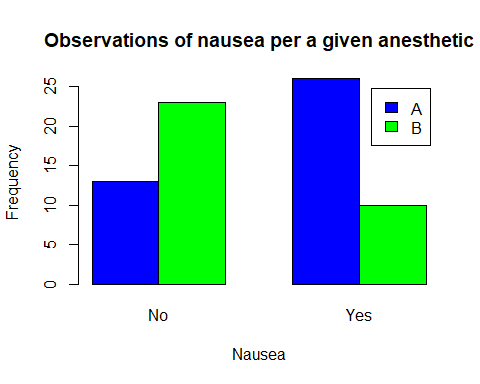 Observations of nausea per a given anesthetic
Frequency
25
20
15
10
5
0
A
B
No
Yes
Nausea